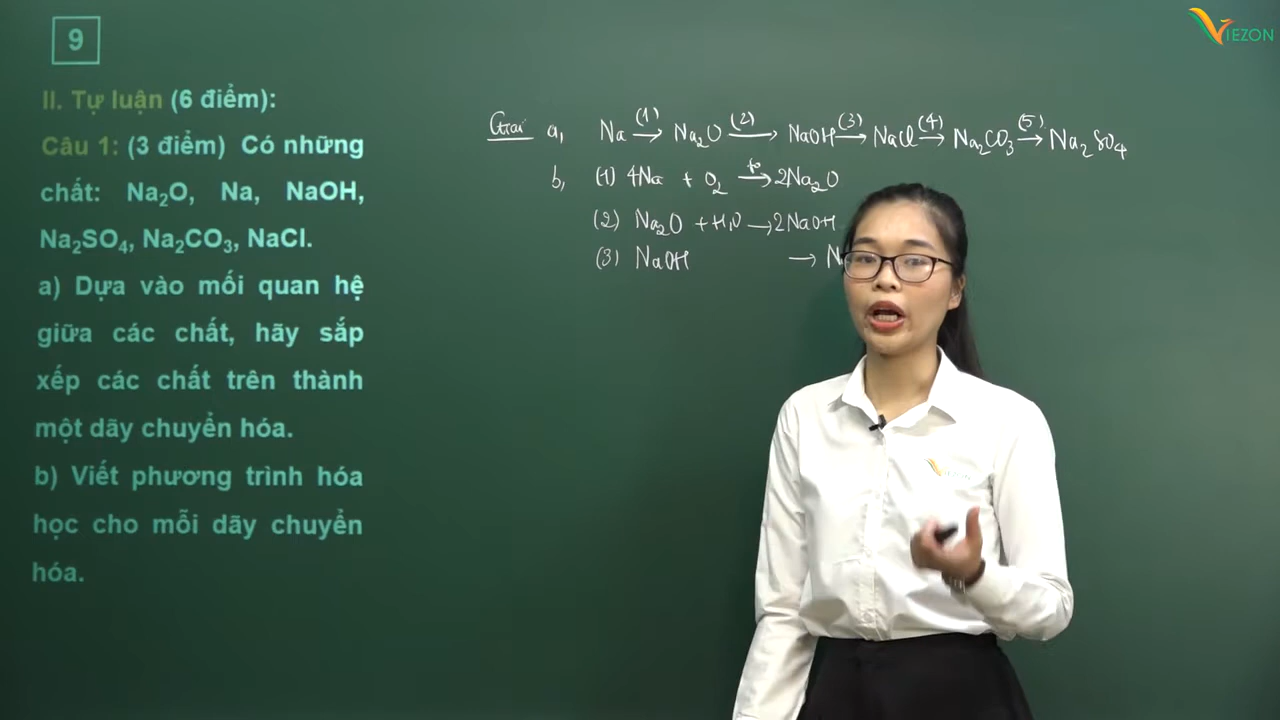 9
VIEZON
II. Tự luận (6 điểm):
Câu 1: (3 điểm) Có những
chất: Na₂O, Na, NaOH,
Na₂SO₄, Na₂CO₃, NaCl.
a) Dựa vào mối quan hệ
giữa các chất, hãy sắp
xếp các chất trên thành
một dãy chuyển hóa.
b) Viết phương trình hóa
học cho mỗi dãy chuyển
hóa.
Giải a, Na (1)→ Na₂O (2)→ NaOH (3)→ NaCl (4)→ Na₂CO₃ (5)→ Na₂SO₄
b, (1) 4Na + O₂ t°→ 2Na₂O
(2) Na₂O + H₂O → 2NaOH
(3) NaOH → N